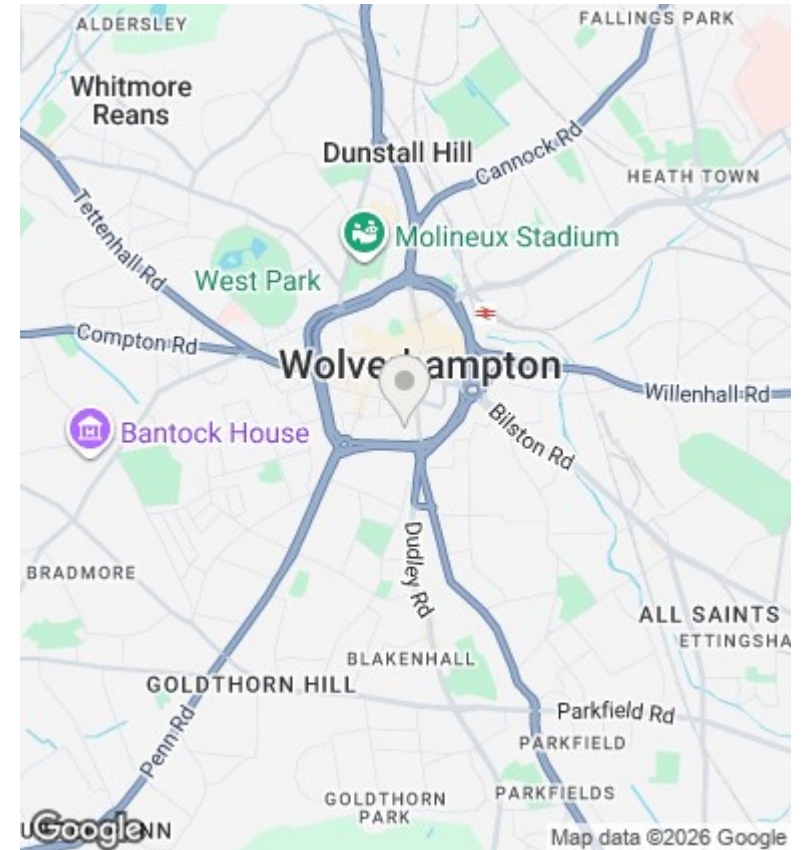 ALDERSLEY
FALLINGS PARK
Whitmore
Reans
Dunstall Hill
Cannock Rd
HEATH TOWN
Tettenhall Rd
Molineux Stadium
West Park
Compton Rd
Wolverhampton
Willenhall Rd
Bantock House
Bilston Rd
Dudley Rd
BRADMORE
ALL SAINTS
ETTINGSHA
BLAKENHALL
GOLDTHORN HILL
Penn Rd
Parkfield Rd
PARKFIELD
GOLDTHORN
PARK
PARKFIELDS
Google
Map data ©2026 Google